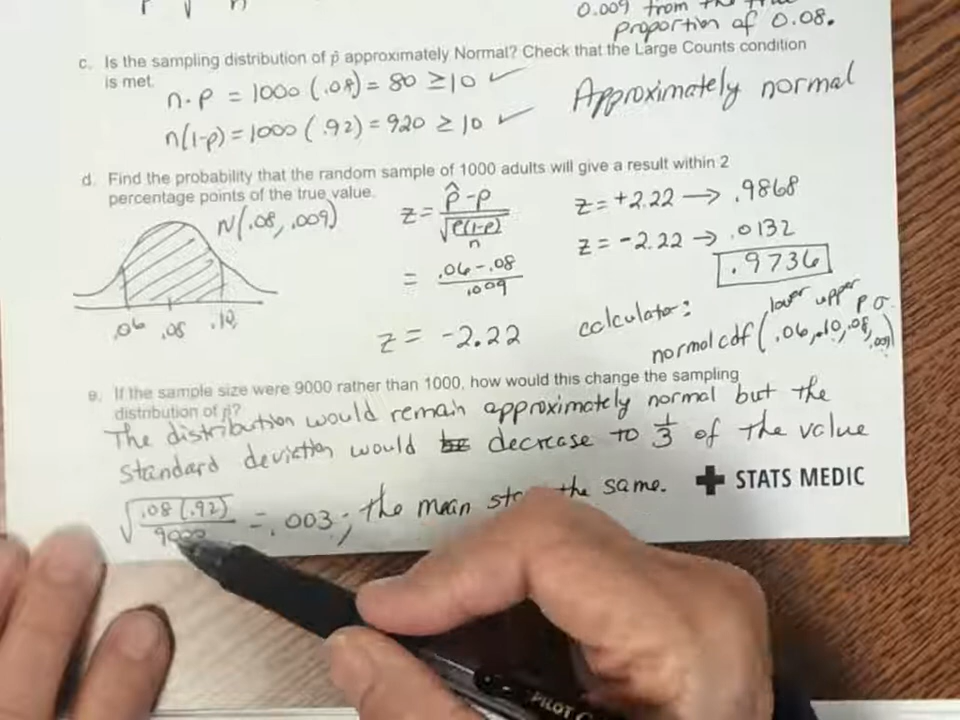 0.009 from the
proportion of 0.08.
c. Is the sampling distribution of p̂ approximately Normal? Check that the Large Counts condition
is met.
n·p = 1000 (.08) = 80 ≥ 10 ✓
Approximately normal
n(1-p) = 1000 (.92) = 920 ≥ 10 ✓
d. Find the probability that the random sample of 1000 adults will give a result within 2
percentage points of the true value.
N(.08, .009)
.06 .08 .10
z = p̂ - p / √p(1-p)/n
= .06 - .08 / .009
z = -2.22
z = +2.22 → .9868
z = -2.22 → .0132
.9736
calculator:
lower upper p σ
normalcdf (.06, .10, .08, .009)
e. If the sample size were 9000 rather than 1000, how would this change the sampling
distribution of p̂?
The distribution would remain approximately normal but the
standard deviation would be decrease to 1/3 of the value
√.08 (.92) / 9000 = .003; the mean the same.
STATS MEDIC
PILOT